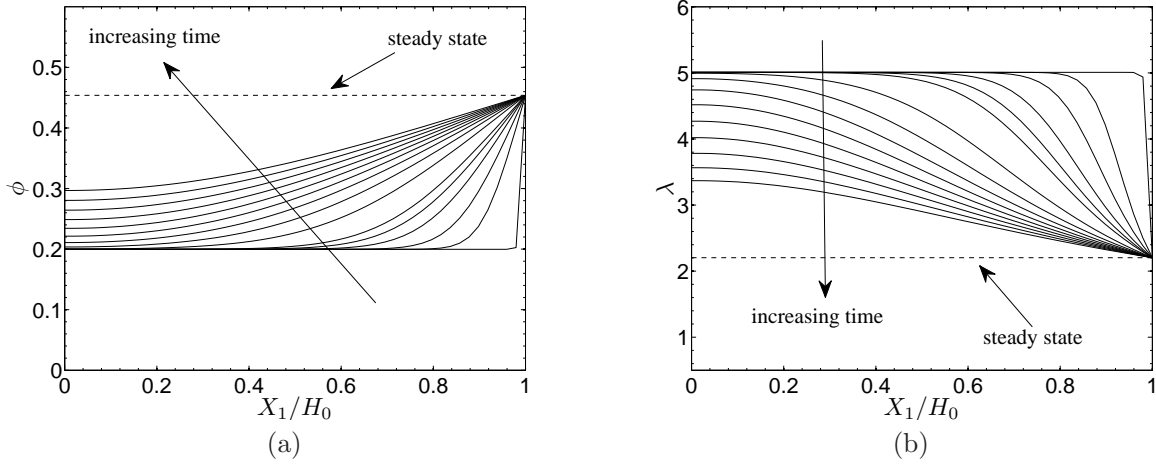 increasing time
steady state
0.5
0.4
0.3
0.2
0.1
0
ϕ
0 0.2 0.4 0.6 0.8 1
X₁/H₀
(a)
6
5
4
3
2
1
λ
increasing time
steady state
0 0.2 0.4 0.6 0.8 1
X₁/H₀
(b)